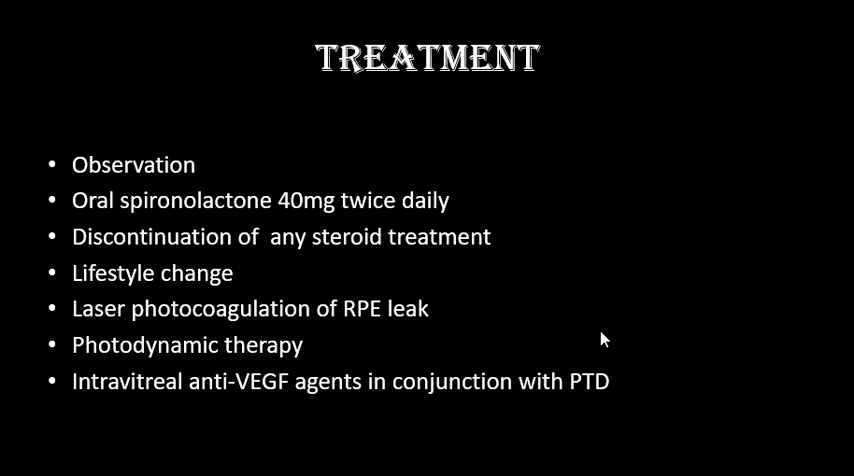 TREATMENT
• Observation
• Oral spironolactone 40mg twice daily
• Discontinuation of  any steroid treatment
• Lifestyle change
• Laser photocoagulation of RPE leak
• Photodynamic therapy
• Intravitreal anti-VEGF agents in conjunction with PTD